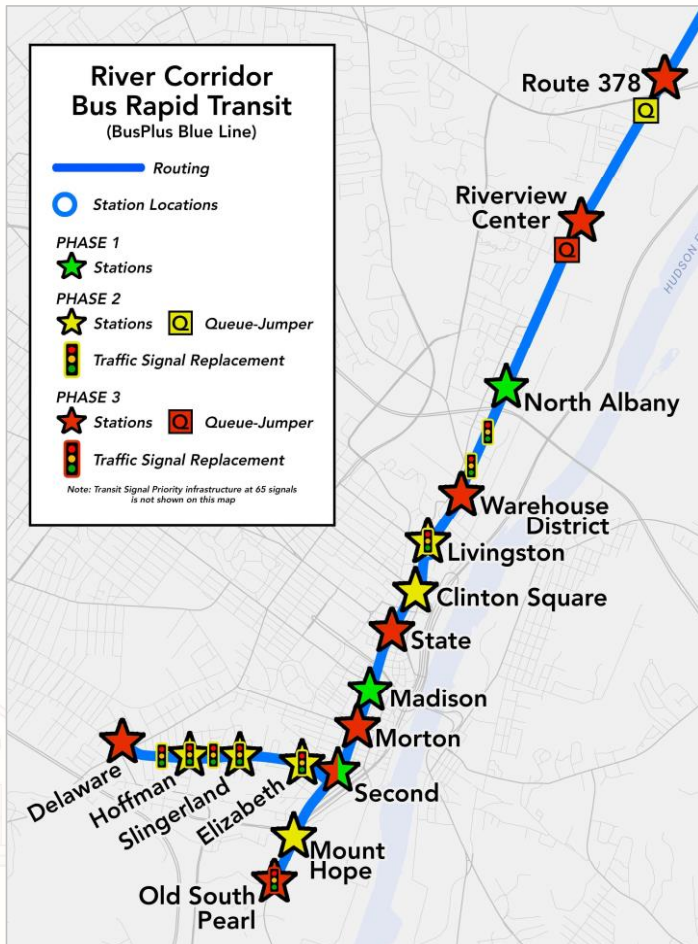 River Corridor
Bus Rapid Transit
(BusPlus Blue Line)
Routing
Station Locations
PHASE 1
Stations
PHASE 2
Stations
Q
Queue-Jumper
Traffic Signal Replacement
PHASE 3
Stations
Q
Queue-Jumper
Traffic Signal Replacement
Note: Transit Signal Priority infrastructure at 65 signals
is not shown on this map
Route 378
Q
Riverview
Center
Q
HUDSON
North Albany
Warehouse
District
Livingston
Clinton Square
State
Madison
Morton
Delaware
Hoffman
Slingerland
Elizabeth
Second
Mount
Hope
Old South
Pearl